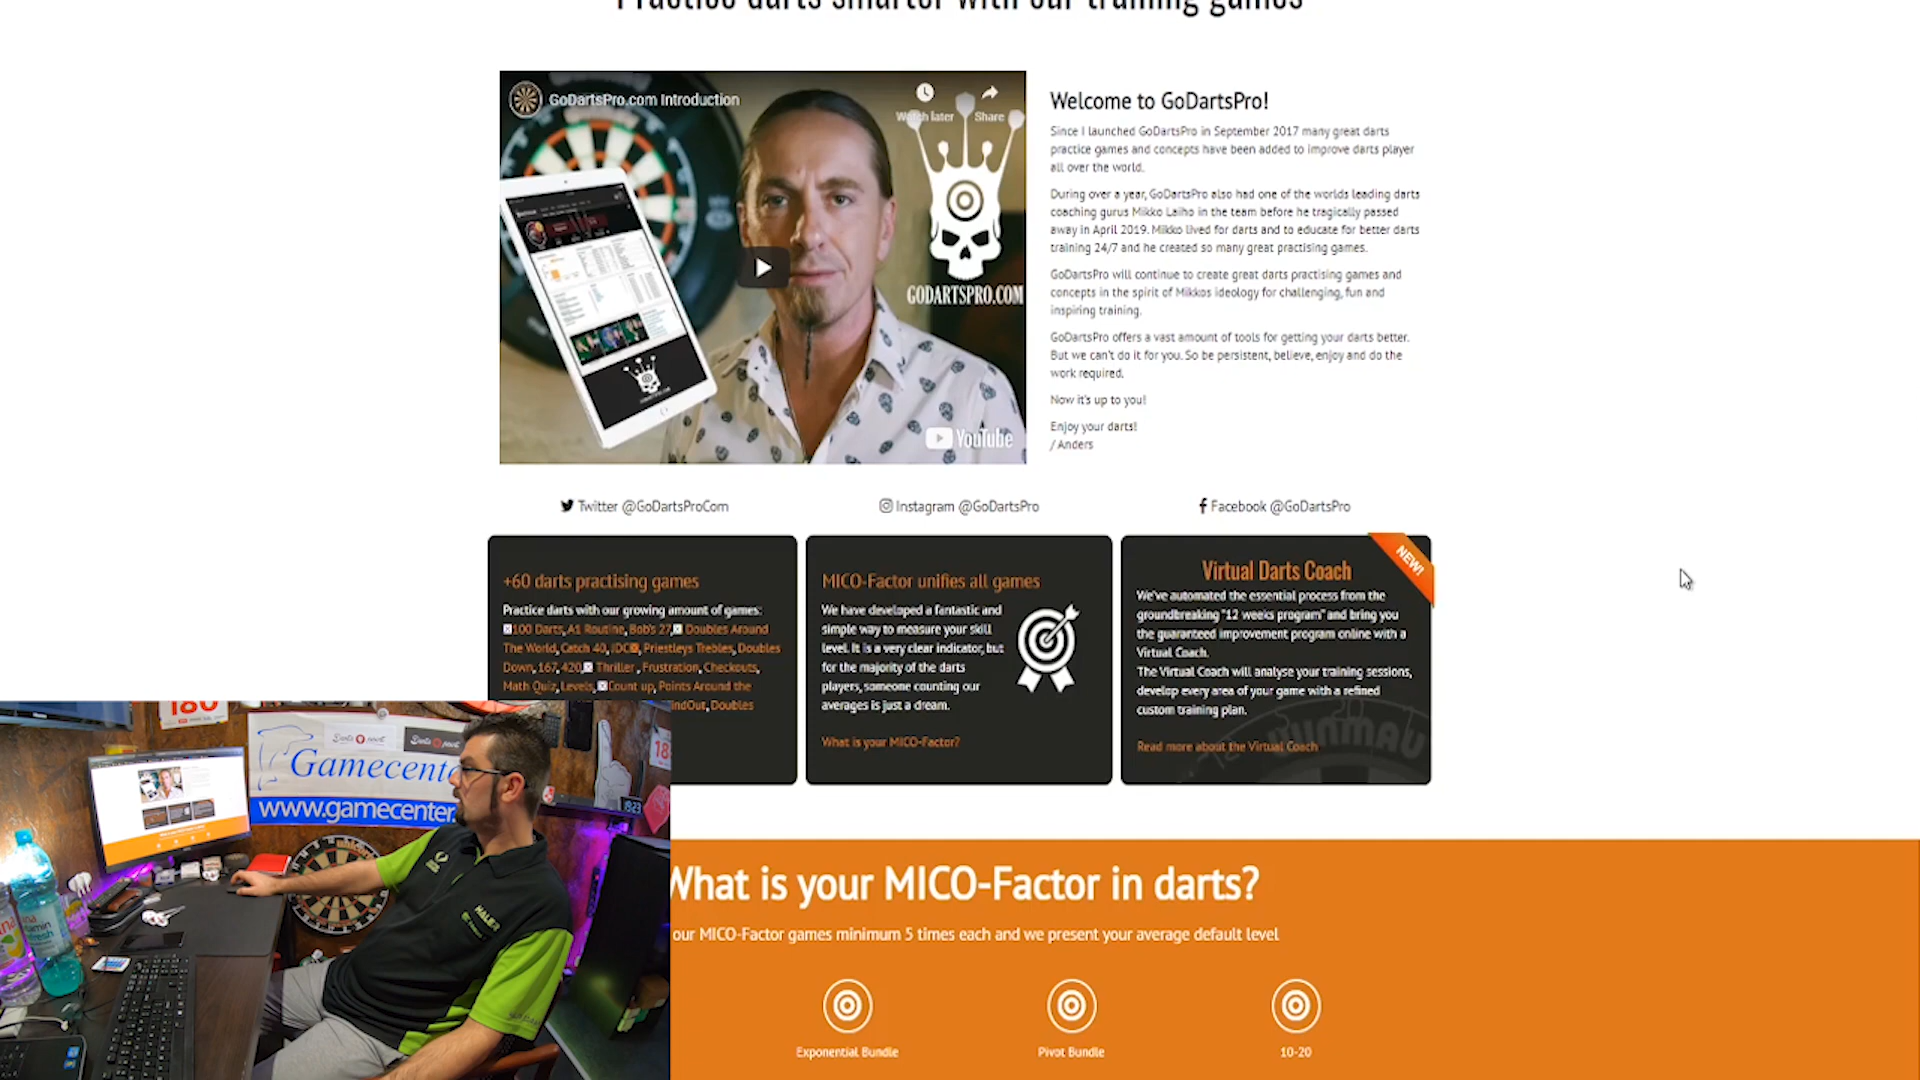 Practice darts smarter with our training games
GoDartsPro.com Introduction
Watch later
Share
GODARTSPRO.COM
YouTube
Welcome to GoDartsPro!
Since I launched GoDartsPro in September 2017 many great darts
practice games and concepts have been added to improve darts player
all over the world.
During over a year, GoDartsPro also had one of the worlds leading darts
coaching gurus Mikko Laiho in the team before he tragically passed
away in April 2019. Mikko lived for darts and to educate for better darts
training 24/7 and he created so many great practising games.
GoDartsPro will continue to create great darts practising games and
concepts in the spirit of Mikkos ideology for challenging, fun and
inspiring training.
GoDartsPro offers a vast amount of tools for getting your darts better.
But we can't do it for you. So be persistent, believe, enjoy and do the
work required.
Now it's up to you!
Enjoy your darts!
/ Anders
Twitter @GoDartsProCom
Instagram @GoDartsPro
Facebook @GoDartsPro
+60 darts practising games
Practice darts with our growing amount of games:
100 Darts, A1 Routine, Bob's 27, Doubles Around
The World, Catch 40, JDC, Priestleys Trebles, Doubles
Down, 167, 420, Thriller , Frustration, Checkouts,
Math Quiz, Levels, Count up, Points Around the
indOut, Doubles
MICO-Factor unifies all games
We have developed a fantastic and
simple way to measure your skill
level. It is a very clear indicator, but
for the majority of the darts
players, someone counting our
averages is just a dream.
What is your MICO-Factor?
NEW!
Virtual Darts Coach
We've automated the essential process from the
groundbreaking "12 weeks program" and bring you
the guaranteed improvement program online with a
Virtual Coach.
The Virtual Coach will analyse your training sessions,
develop every area of your game with a refined
custom training plan.
Read more about the Virtual Coach
WINMAU
What is your MICO-Factor in darts?
our MICO-Factor games minimum 5 times each and we present your average default level
Exponential Bundle
Pivot Bundle
10-20
180
Gamecente
www.gamecenter.
18:23